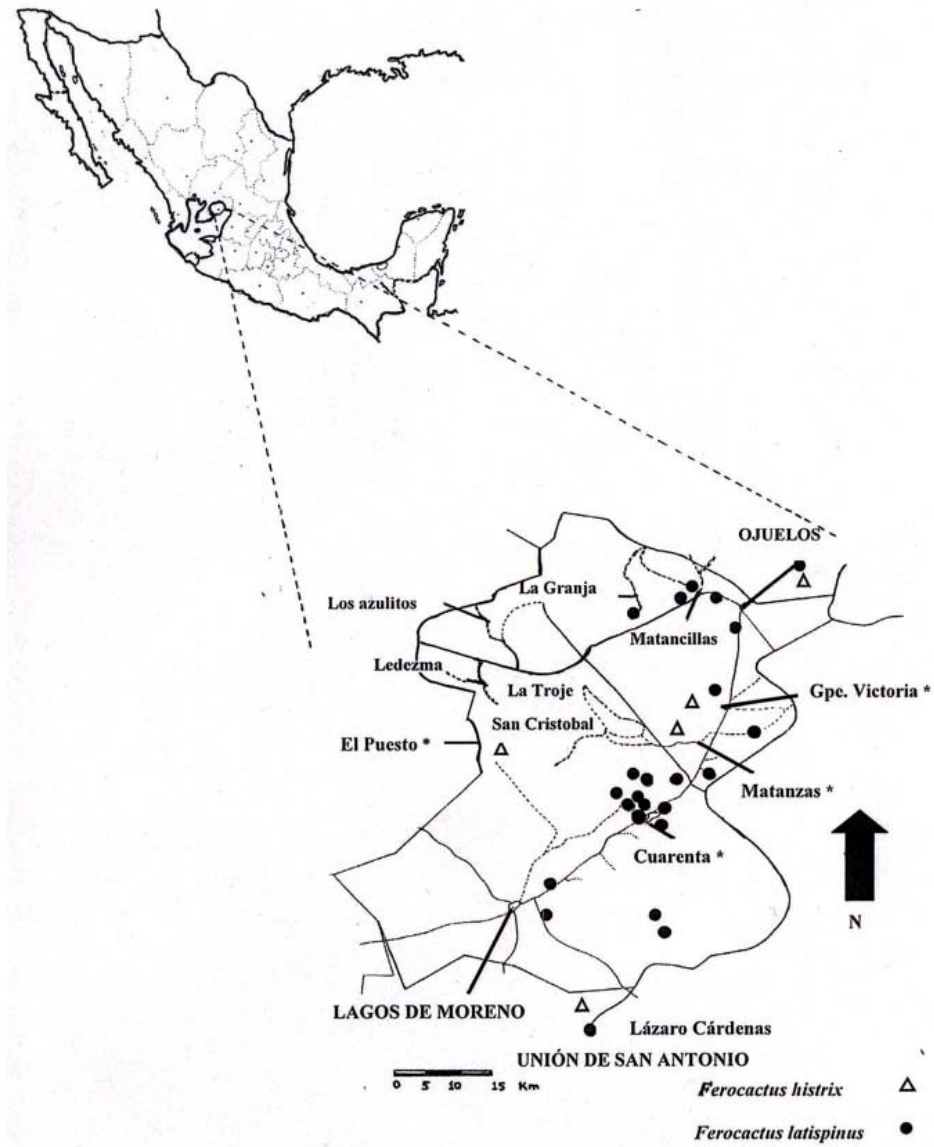 OJUELOS
La Granja
Los azulitos
Matancillas
Ledezma
La Troje
Gpe. Victoria *
San Cristobal
El Puesto *
Matanzas *
Cuarenta *
N
LAGOS DE MORENO
Lázaro Cárdenas
UNIÓN DE SAN ANTONIO
0 5 10 15 Km
Ferocactus histrix
Ferocactus latispinus